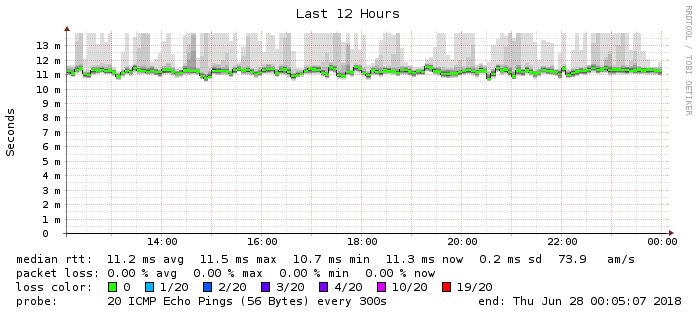 Last 12 Hours
RRDTOOL / TOBI OETIKER
Seconds
13 m
12 m
11 m
10 m
9 m
8 m
7 m
6 m
5 m
4 m
3 m
2 m
1 m
0
14:00 16:00 18:00 20:00 22:00 00:00
median rtt: 11.2 ms avg 11.5 ms max 10.7 ms min 11.3 ms now 0.2 ms sd 73.9 am/s
packet loss: 0.00 % avg 0.00 % max 0.00 % min 0.00 % now
loss color: 0 1/20 2/20 3/20 4/20 10/20 19/20
probe: 20 ICMP Echo Pings (56 Bytes) every 300s end: Thu Jun 28 00:05:07 2018